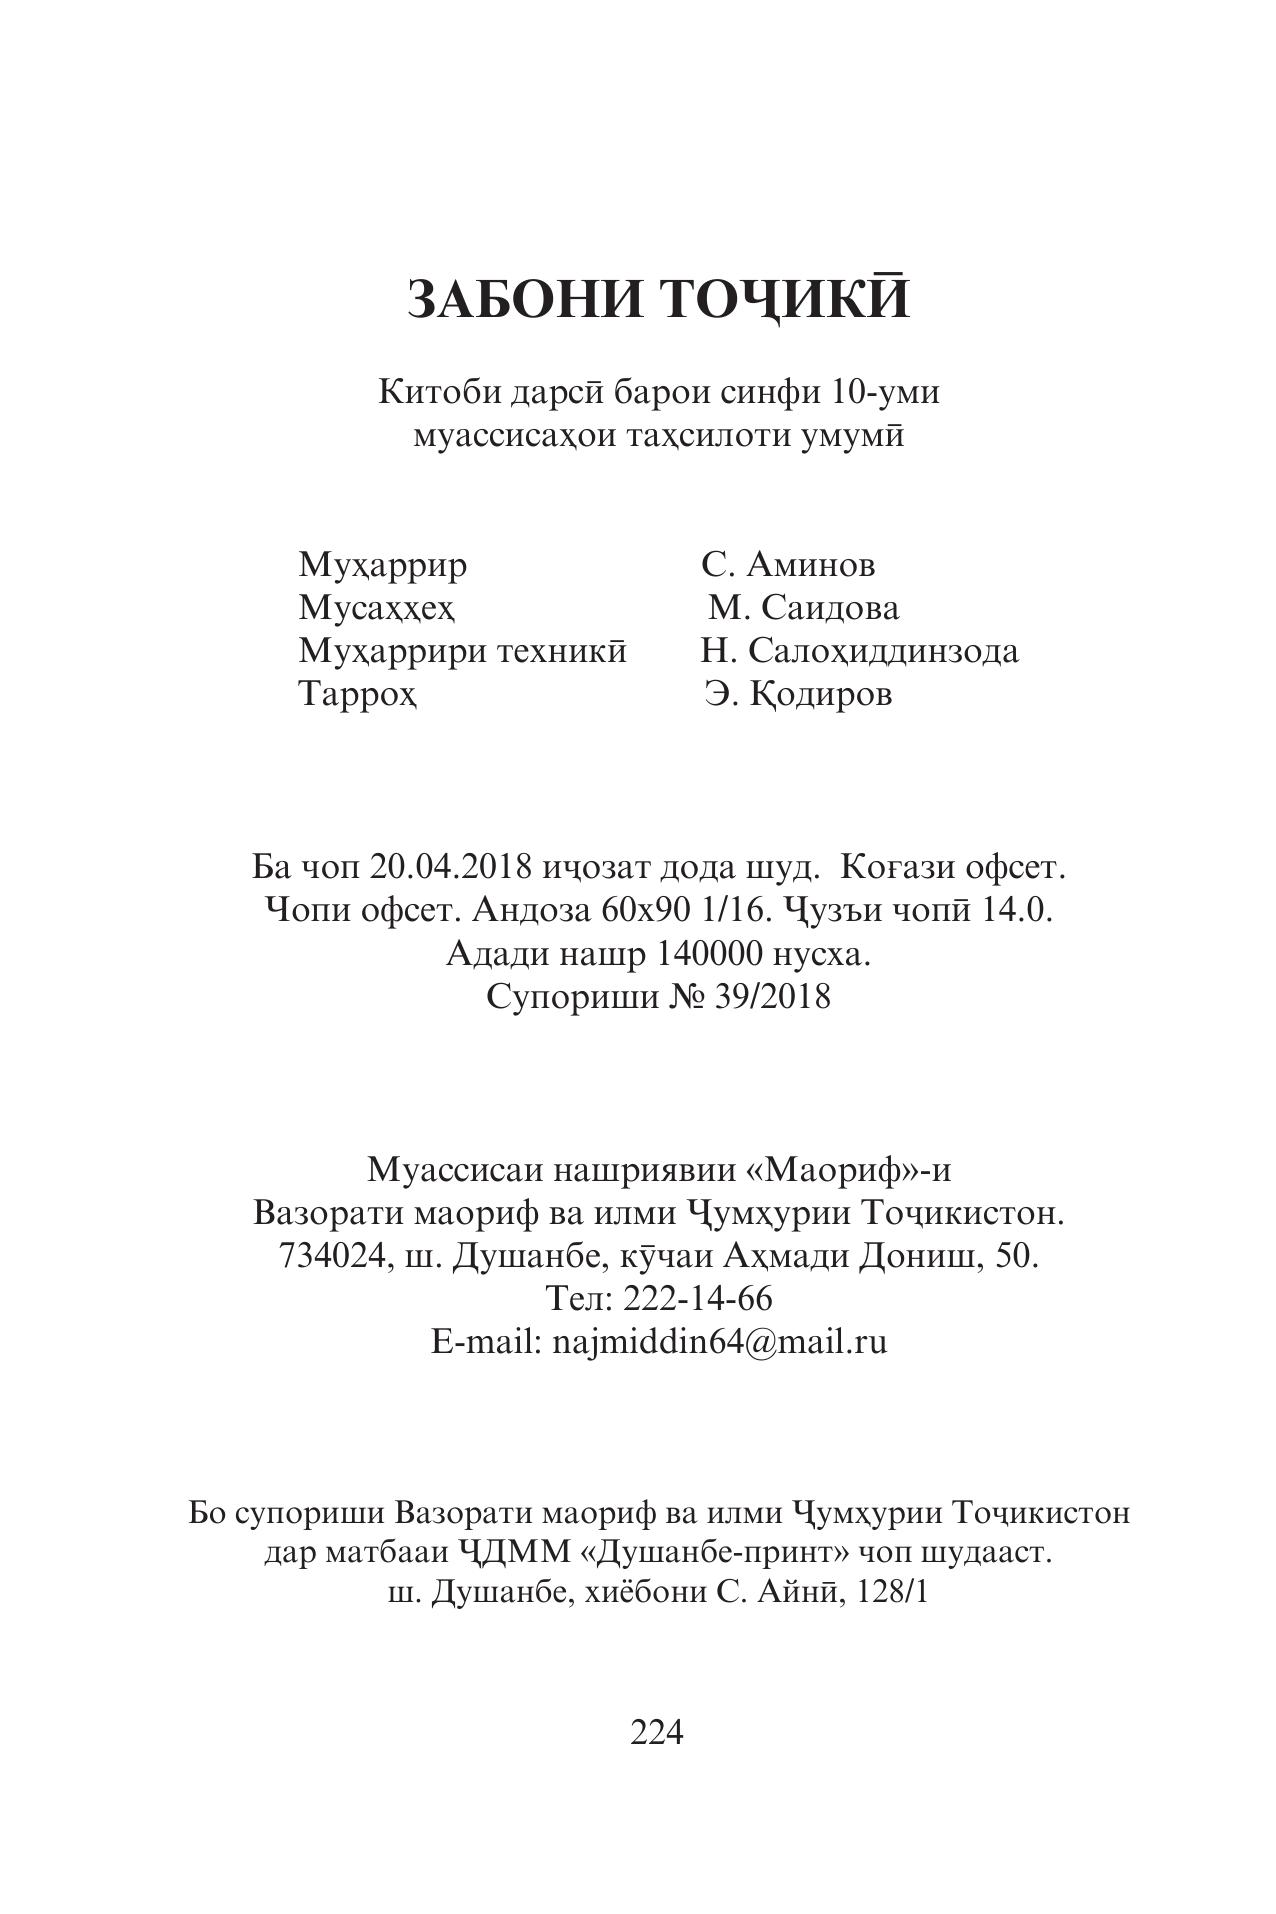 ЗАБОНИ ТОҶИКӢ
Китоби дарсӣ барои синфи 10-уми
муассисаҳои таҳсилоти умумӣ
Муҳаррир С. Аминов
Мусаҳҳеҳ М. Саидова
Муҳаррири техникӣ Н. Салоҳиддинзода
Тарроҳ Э. Қодиров
Ба чоп 20.04.2018 иҷозат дода шуд. Коғази офсет.
Чопи офсет. Андоза 60х90 1/16. Ҷузъи чопӣ 14.0.
Адади нашр 140000 нусха.
Супориши № 39/2018
Муассисаи нашриявии «Маориф»-и
Вазорати маориф ва илми Ҷумҳурии Тоҷикистон.
734024, ш. Душанбе, кӯчаи Аҳмади Дониш, 50.
Тел: 222-14-66
E-mail: najmiddin64@mail.ru
Бо супориши Вазорати маориф ва илми Ҷумҳурии Тоҷикистон
дар матбааи ҶДММ «Душанбе-принт» чоп шудааст.
ш. Душанбе, хиёбони С. Айнӣ, 128/1
224